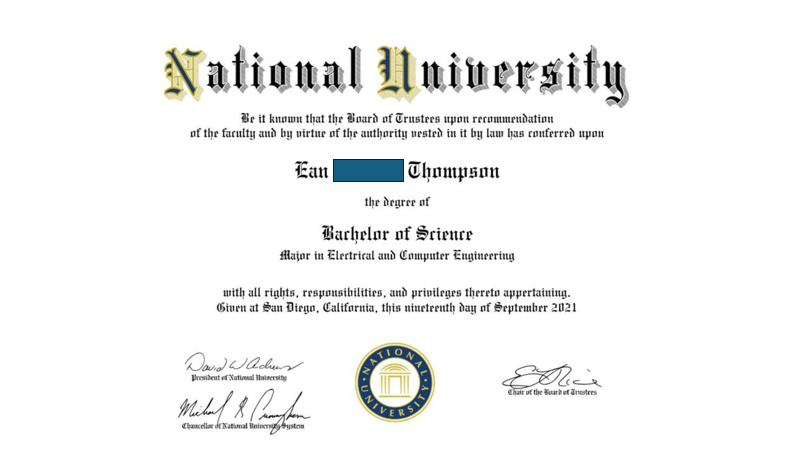 National University
Be it known that the Board of Trustees upon recommendation
of the faculty and by virtue of the authority vested in it by law has conferred upon
Ean Thompson
the degree of
Bachelor of Science
Major in Electrical and Computer Engineering
with all rights, responsibilities, and privileges thereto appertaining.
Given at San Diego, California, this nineteenth day of September 2021
David W Andrews
President of National University
Michael R Cunningham
Chancellor of National University System
NATIONAL
UNIVERSITY
Chair of the Board of Trustees